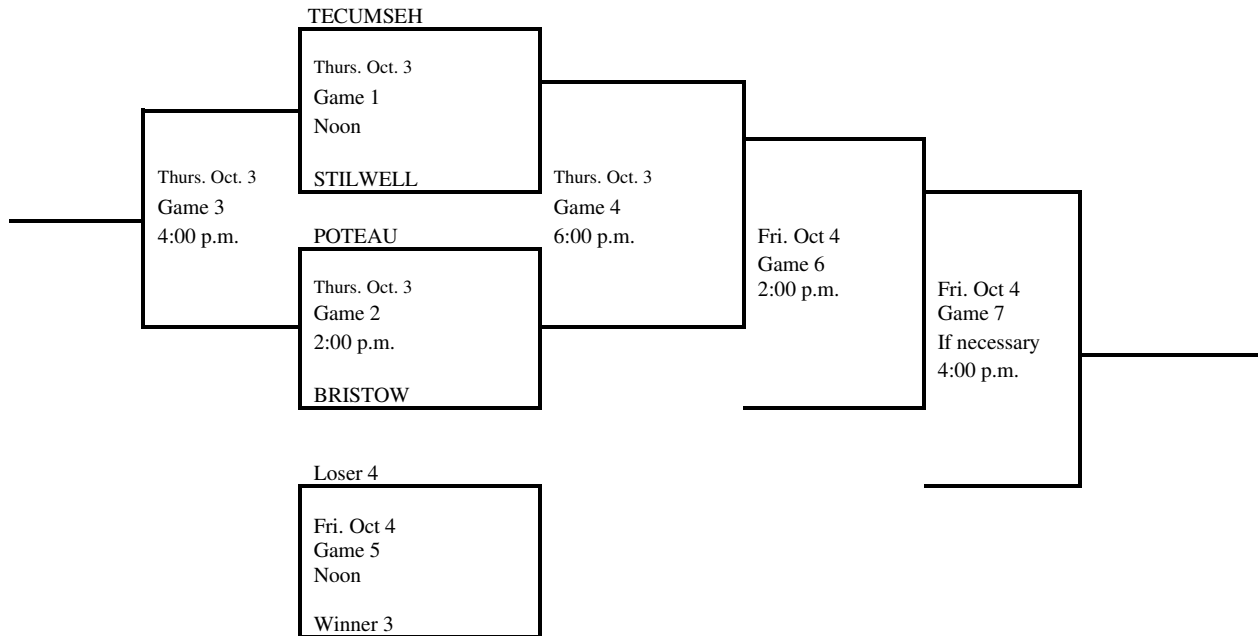 TECUMSEH
Thurs. Oct. 3
Game 1
Noon
STILWELL
Thurs. Oct. 3
Game 3
4:00 p.m.
Thurs. Oct. 3
Game 4
6:00 p.m.
POTEAU
Thurs. Oct. 3
Game 2
2:00 p.m.
BRISTOW
Fri. Oct 4
Game 6
2:00 p.m.
Fri. Oct 4
Game 7
If necessary
4:00 p.m.
Loser 4
Fri. Oct 4
Game 5
Noon
Winner 3